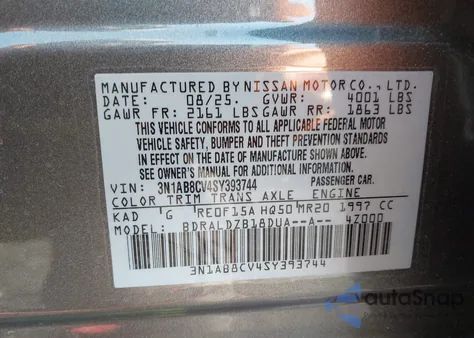 MANUFACTURED BY NISSAN MOTOR CO., LTD.
DATE: 08/25. GVWR: 4001 LBS
GAWR FR: 2161 LBS GAWR RR: 1863 LBS
THIS VEHICLE CONFORMS TO ALL APPLICABLE FEDERAL MOTOR
VEHICLE SAFETY, BUMPER AND THEFT PREVENTION STANDARDS
IN EFFECT ON THE DATE OF MANUFACTURE SHOWN ABOVE.
SEE OWNER'S MANUAL FOR ADDITIONAL INFORMATION.
VIN: 3N1AB8CV4SY393744 PASSENGER CAR.
COLOR TRIM TRANS AXLE ENGINE
KAD G RE0F15A HQ50 MR20 1997 CC
MODEL: BDRALDZB18DUA--A-- 4Z000
3N1AB8CV4SY393744
autoSnap